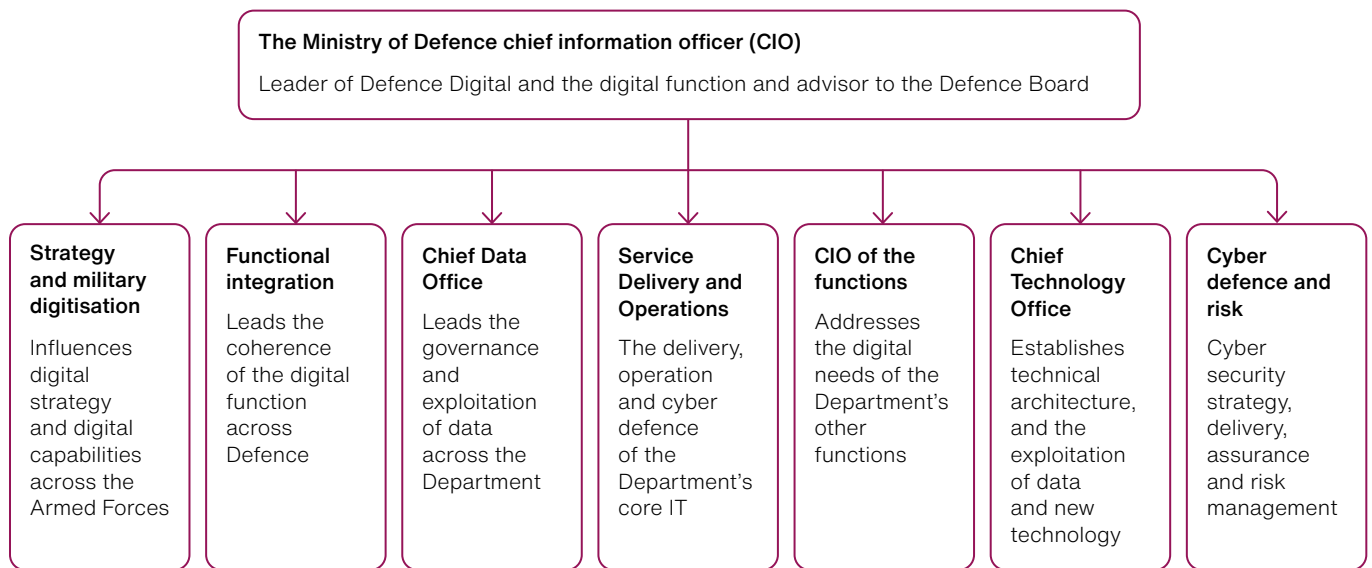 The Ministry of Defence chief information officer (CIO)
Leader of Defence Digital and the digital function and advisor to the Defence Board
Strategy
and military
digitisation
Influences
digital
strategy
and digital
capabilities
across the
Armed Forces
Functional
integration
Leads the
coherence
of the digital
function
across
Defence
Chief Data
Office
Leads the
governance
and
exploitation
of data
across the
Department
Service
Delivery and
Operations
The delivery,
operation
and cyber
defence
of the
Department’s
core IT
CIO of the
functions
Addresses
the digital
needs of the
Department’s
other
functions
Chief
Technology
Office
Establishes
technical
architecture,
and the
exploitation
of data
and new
technology
Cyber
defence and
risk
Cyber
security
strategy,
delivery,
assurance
and risk
management